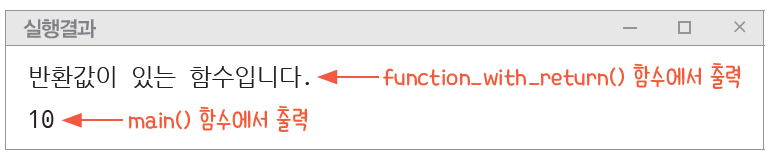 실행결과
반환값이 있는 함수입니다. function_with_return() 함수에서 출력
10 main() 함수에서 출력